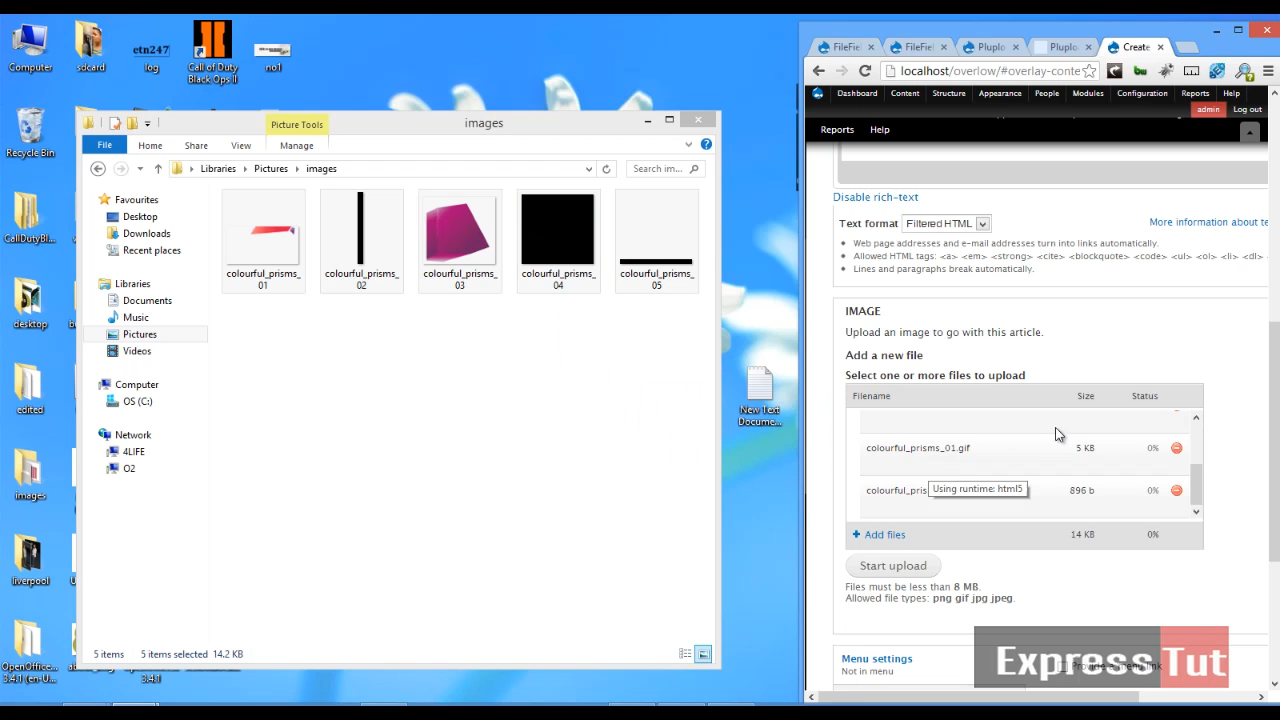 Computer
sdcard
etn247
log
Call of Duty
Black Ops II
no1
Recycle Bin
CallDutyBl...
desktop
edited
images
liverpool
OpenOffice...
3.4.1 (en-U...
3.4.1
New Text
Docume...
Picture Tools
images
File
Home
Share
View
Manage
Libraries
Pictures
images
Search im...
Favourites
Desktop
Downloads
Recent places
Libraries
Documents
Music
Pictures
Videos
Computer
OS (C:)
Network
4LIFE
O2
colourful_prisms_
01
colourful_prisms_
02
colourful_prisms_
03
colourful_prisms_
04
colourful_prisms_
05
5 items
5 items selected 14.2 KB
FileFiel
FileFiel
Pluplo
Pluplo
Create
localhost/overlow/#overlay-conte
Dashboard Content Structure Appearance People Modules Configuration Reports Help
admin Log out
Reports Help
Disable rich-text
Text format Filtered HTML
More information about te
Web page addresses and e-mail addresses turn into links automatically.
Allowed HTML tags: <a> <em> <strong> <cite> <blockquote> <code> <ul> <ol> <li> <dl>
Lines and paragraphs break automatically.
IMAGE
Upload an image to go with this article.
Add a new file
Select one or more files to upload
Filename Size Status
colourful_prisms_01.gif 5 KB 0%
colourful_pris 896 b 0%
Using runtime: html5
Add files 14 KB 0%
Start upload
Files must be less than 8 MB.
Allowed file types: png gif jpg jpeg.
Menu settings
Not in menu
Provide a menu link
Express Tut